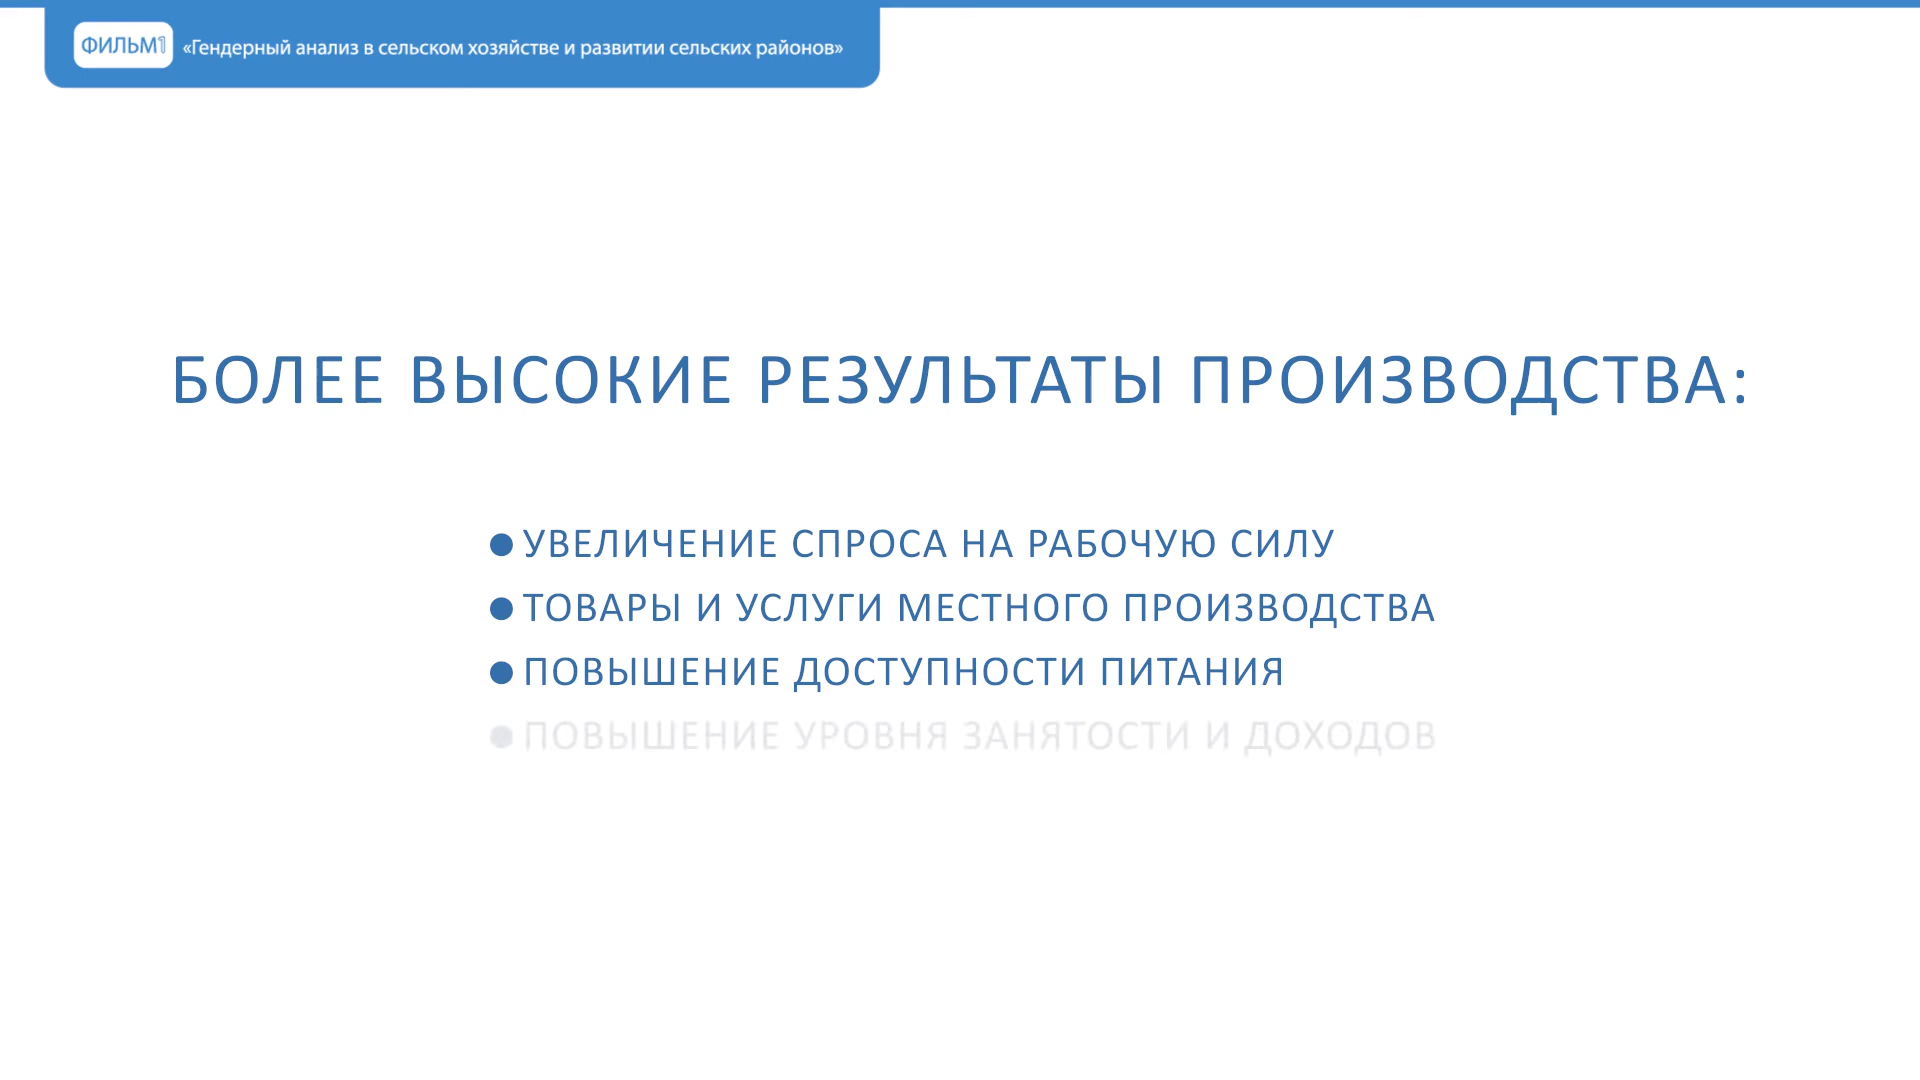 ФИЛЬМ1 «Гендерный анализ в сельском хозяйстве и развитии сельских районов»
БОЛЕЕ ВЫСОКИЕ РЕЗУЛЬТАТЫ ПРОИЗВОДСТВА:
● УВЕЛИЧЕНИЕ СПРОСА НА РАБОЧУЮ СИЛУ
● ТОВАРЫ И УСЛУГИ МЕСТНОГО ПРОИЗВОДСТВА
● ПОВЫШЕНИЕ ДОСТУПНОСТИ ПИТАНИЯ
● ПОВЫШЕНИЕ УРОВНЯ ЗАНЯТОСТИ И ДОХОДОВ